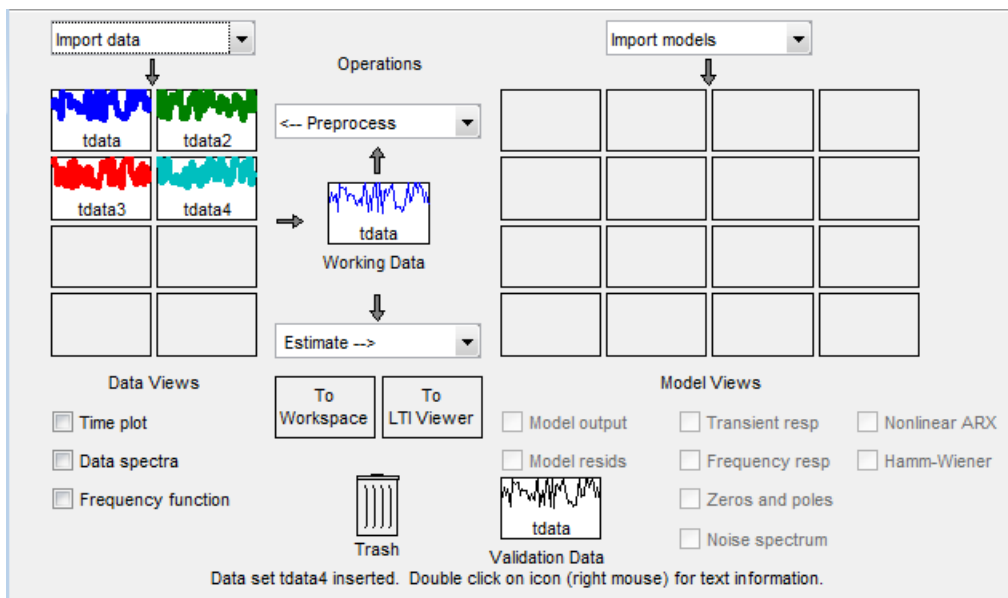 Import data
Import models
Operations
tdata
tdata2
<-- Preprocess
tdata3
tdata4
tdata
Working Data
Estimate -->
Data Views
To Workspace
To LTI Viewer
Model Views
Time plot
Data spectra
Frequency function
Model output
Transient resp
Nonlinear ARX
Model resids
Frequency resp
Hamm-Wiener
Zeros and poles
Noise spectrum
Trash
tdata
Validation Data
Data set tdata4 inserted. Double click on icon (right mouse) for text information.